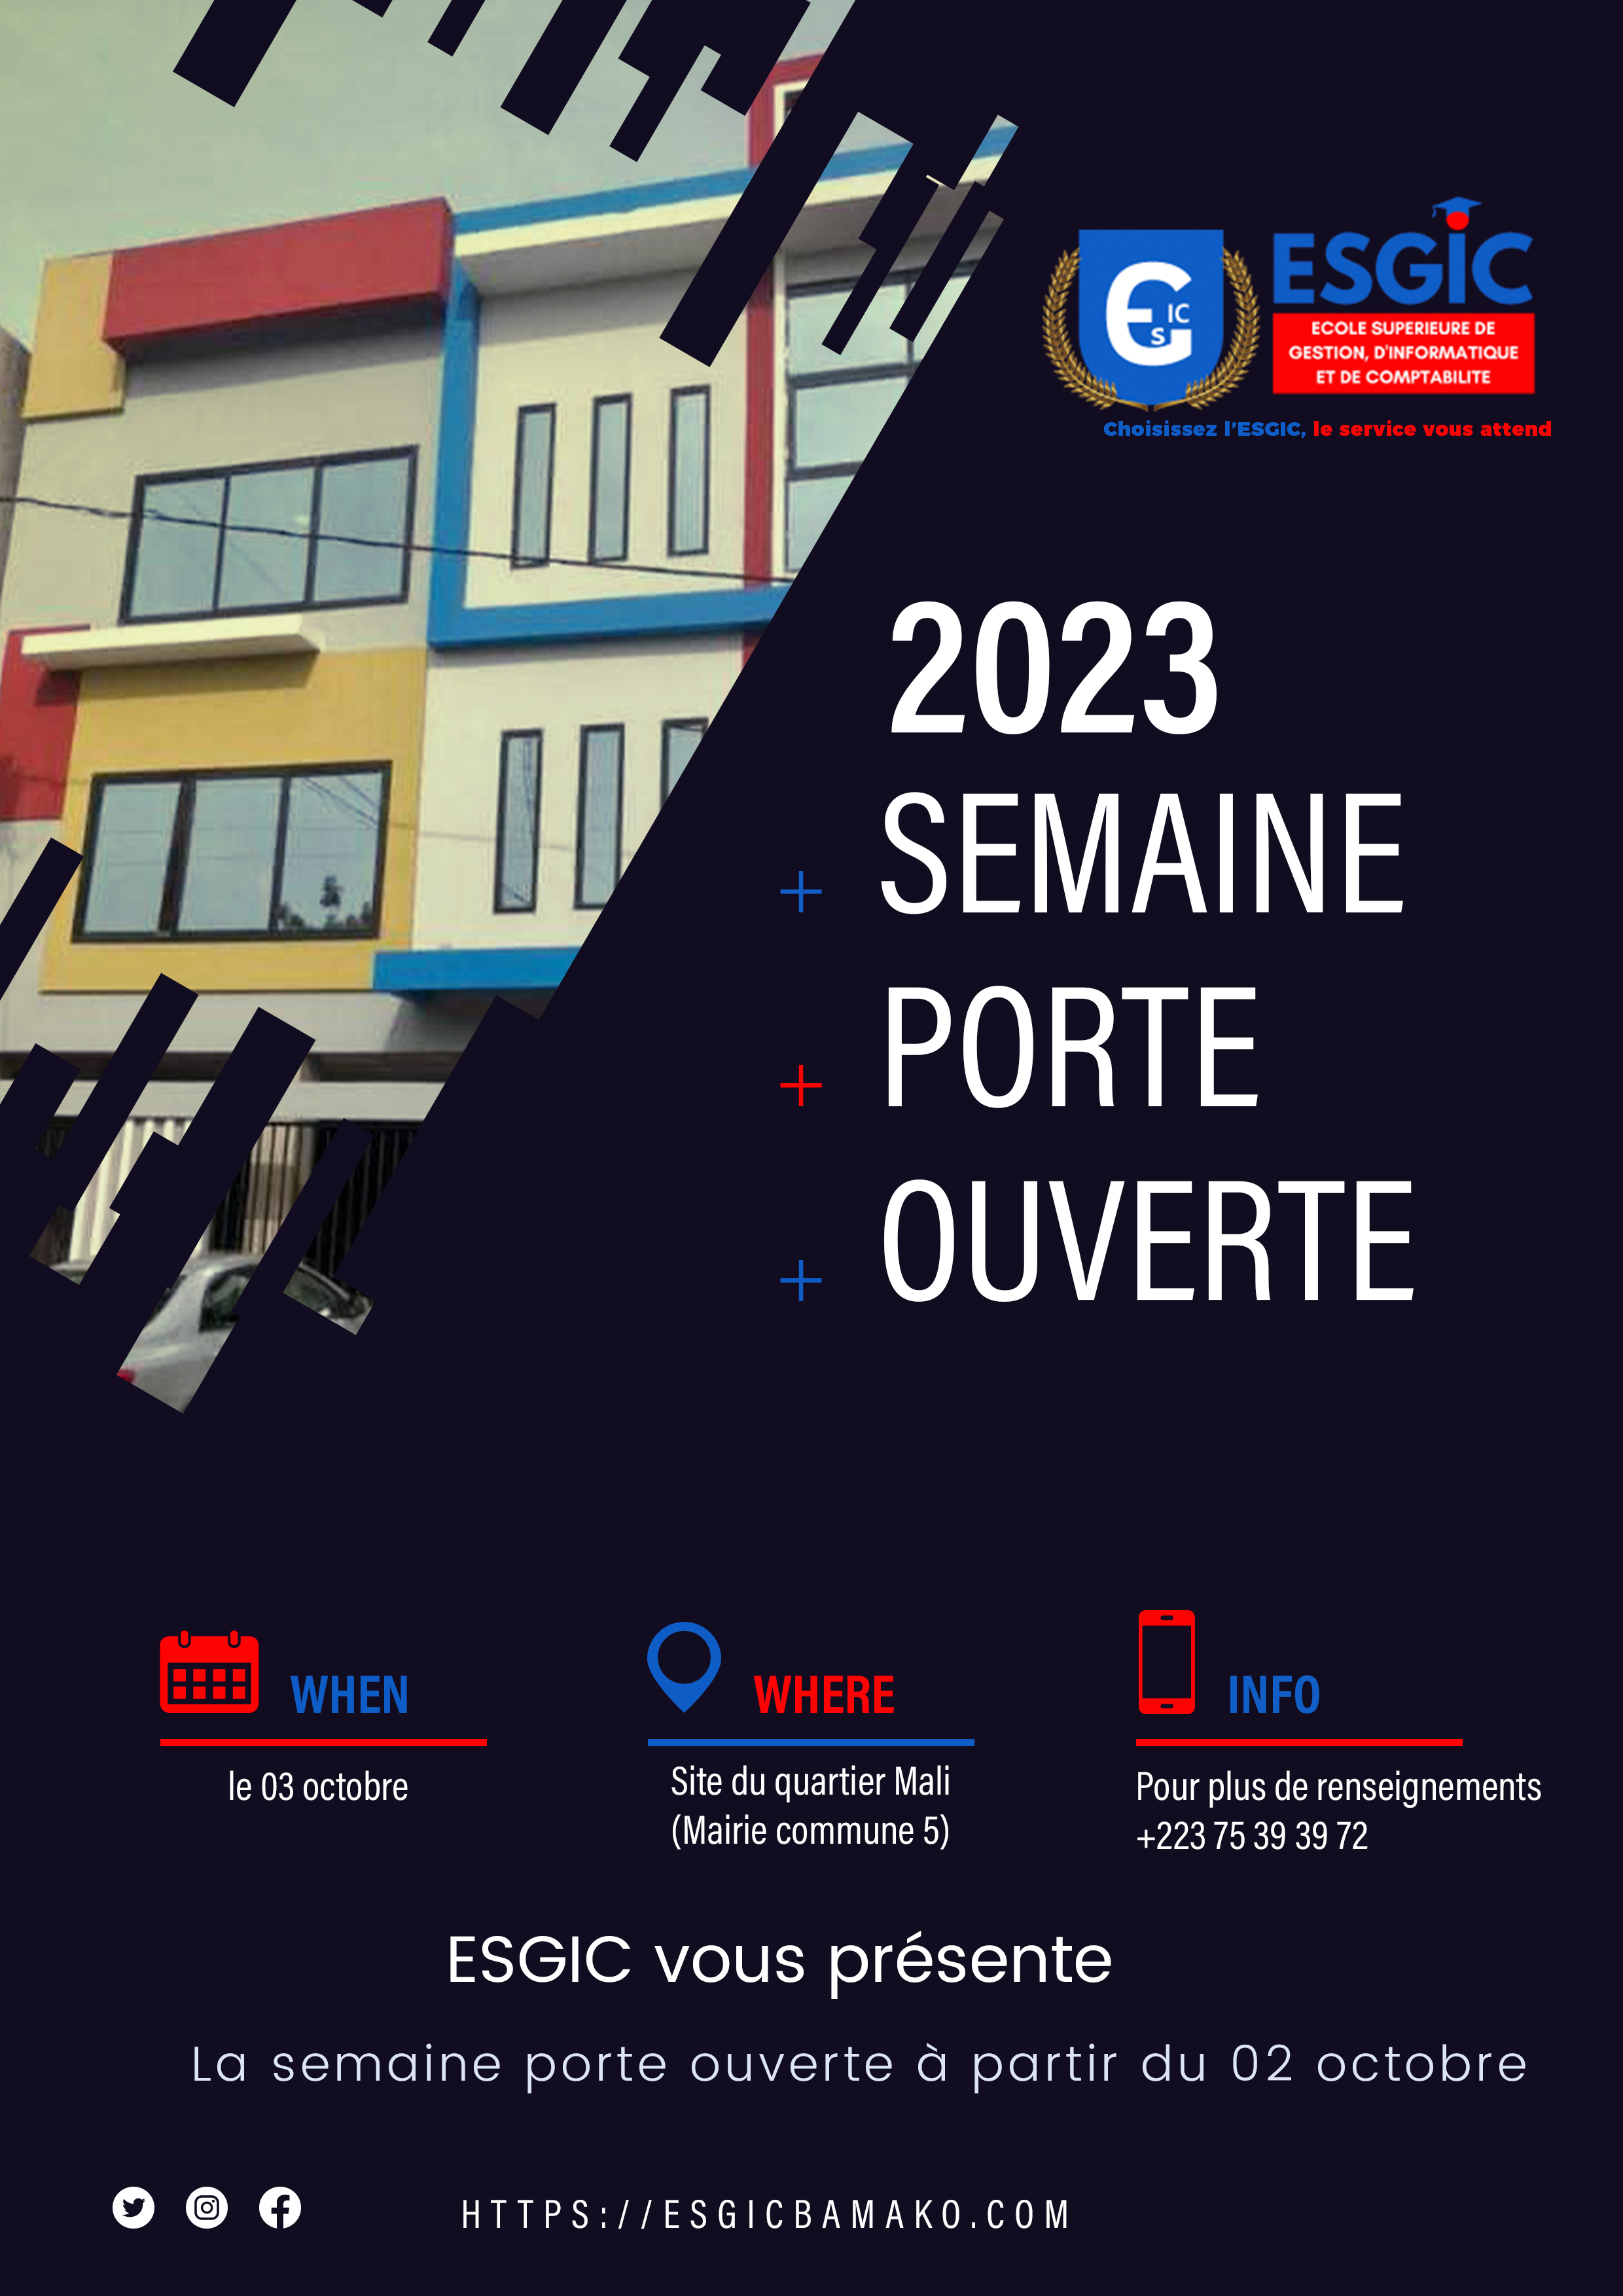 ESGIC
ECOLE SUPERIEURE DE
GESTION, D'INFORMATIQUE
ET DE COMPTABILITE
Choisissez l'ESGIC, le service vous attend
2023
SEMAINE
PORTE
OUVERTE
WHEN
le 03 octobre
WHERE
Site du quartier Mali
(Mairie commune 5)
INFO
Pour plus de renseignements
+223 75 39 39 72
ESGIC vous présente
La semaine porte ouverte à partir du 02 octobre
HTTPS://ESGICBAMAKO.COM